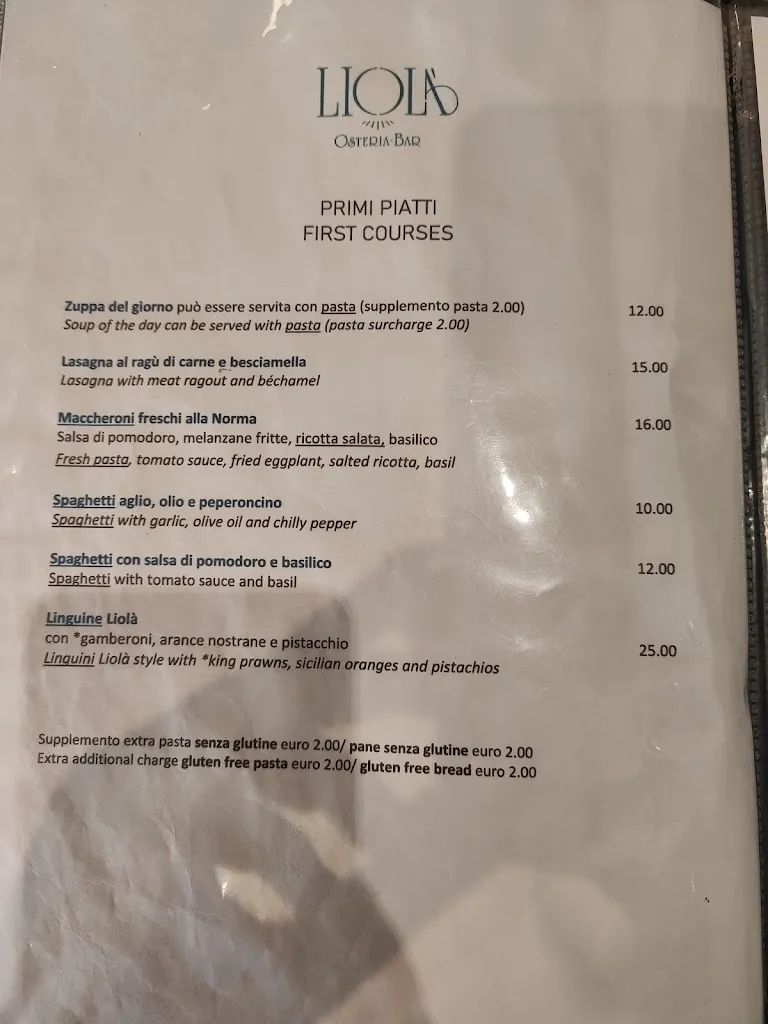 LIOLÀ
OSTERIA-BAR
PRIMI PIATTI
FIRST COURSES
Zuppa del giorno può essere servita con pasta (supplemento pasta 2.00) 12.00
Soup of the day can be served with pasta (pasta surcharge 2.00)
Lasagna al ragù di carne e besciamella 15.00
Lasagna with meat ragout and béchamel
Maccheroni freschi alla Norma 16.00
Salsa di pomodoro, melanzane fritte, ricotta salata, basilico
Fresh pasta, tomato sauce, fried eggplant, salted ricotta, basil
Spaghetti aglio, olio e peperoncino 10.00
Spaghetti with garlic, olive oil and chilly pepper
Spaghetti con salsa di pomodoro e basilico 12.00
Spaghetti with tomato sauce and basil
Linguine Liolà
con *gamberoni, arance nostrane e pistacchio 25.00
Linguini Liolà style with *king prawns, sicilian oranges and pistachios
Supplemento extra pasta senza glutine euro 2.00/ pane senza glutine euro 2.00
Extra additional charge gluten free pasta euro 2.00/ gluten free bread euro 2.00